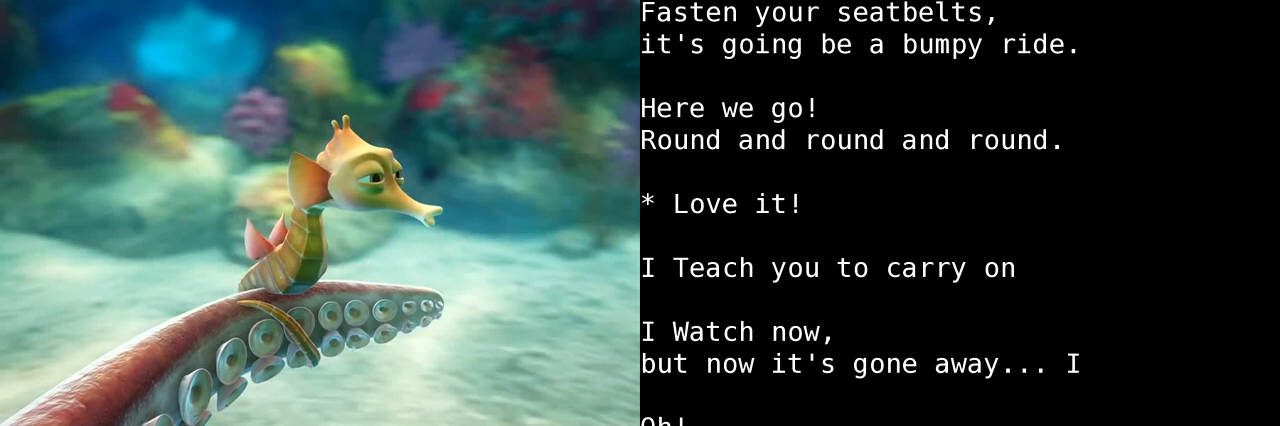 Fasten your seatbelts,
it's going be a bumpy ride.
Here we go!
Round and round and round.
* Love it!
I Teach you to carry on
I Watch now,
but now it's gone away... I
Oh!